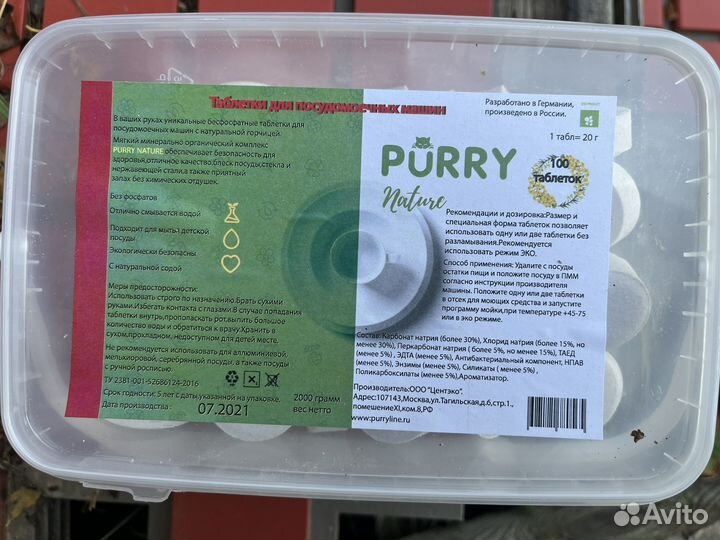 Таблетки для посудомоечных машин
В ваших руках уникальные бесфосфатные таблетки для
посудомоечных машин с натуральной горчицей.
Мягкий минерально органический комплекс
PURRY NATURE обеспечивает безопасность для
здоровья,отличное качество,блеск посуды,стекла и
нержавеющей стали,а также приятный
запах без химических отдушек.
Без фосфатов
Отлично смывается водой
Подходит для мытья детской
посуды
Экологически безопасны
С натуральной содой
Меры предосторожности:
Использовать строго по назначению.Брать сухими
руками.Избегать контакта с глазами.В случае попадания
таблетки внутрь,прополаскать рот,выпить большое
количество воды и обратиться к врачу.Хранить в
сухом,прохладном, недоступном для детей месте.
Не рекомендуется использовать для аллюминиевой,
мельхиоровой, серебрянной посуды, а также посуды
с ручной росписью.
ТУ 2381-001-52686124-2016
Срок годности: 5 лет с даты,указанной на упаковке.
Дата производства: 07.2021
2000 грамм
вес нетто
Разработано в Германии,
произведено в России.
1 табл= 20 г
PURRY
Nature
100
таблеток
Рекомендации и дозировка:Размер и
специальная форма таблеток позволяет
использовать одну или две таблетки без
разламывания.Рекомендуется
использовать режим ЭКО.
Способ применения: Удалите с посуды
остатки пищи и положите посуду в ПММ
согласно инструкции производителя
машины. Положите одну или две таблетки
в отсек для моющих средства и запустите
программу мойки,при температуре +45-75
или в эко режиме.
Состав: Карбонат натрия (более 30%), Хлорид натрия (более 15%, но
менее 30%), Перкарбонат натрия ( более 5%, но менее 15%), ТАЕД
(менее 5%) , ЭДТА (менее 5%), Антибактериальный компонент, НПАВ
(менее 5%), Энзимы (менее 5%), Силикаты ( менее 5%) ,
Поликарбоксилаты (менее 5%),Ароматизатор.
Производитель:ООО "Центэко".
Адрес:107143,Москва,ул.Тагильская,д.6,стр.1.,
помещениеXI,ком.8,РФ
www.purryline.ru
Avito